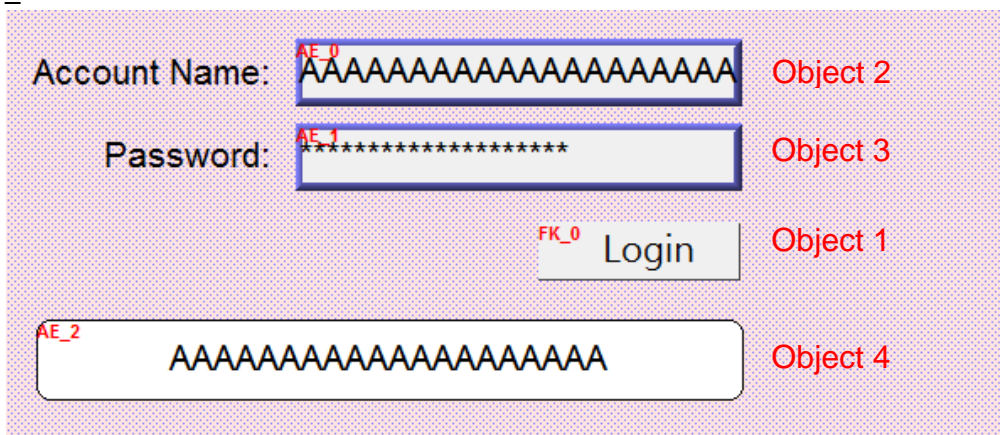 AE_0
Account Name: AAAAAAAAAAAAAAAAAAAA Object 2
AE_1
Password: ******************** Object 3
FK_0 Login Object 1
AE_2
AAAAAAAAAAAAAAAAAAAA Object 4